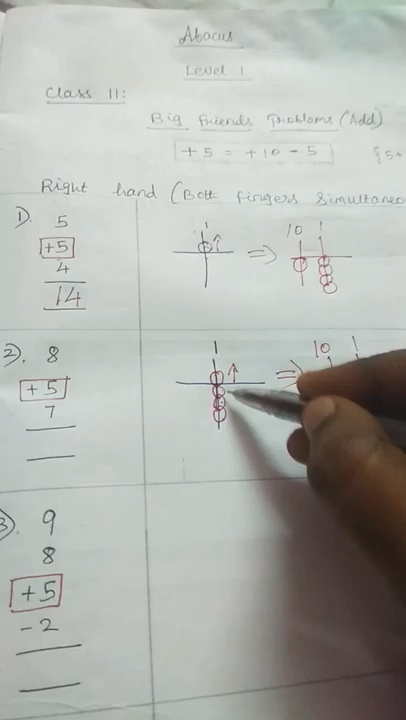 Abacus
Level 1
Class 11:
Big Friends Problems (Add)
+5 = +10 - 5
Right hand (Both fingers Simultaneo
1). 5
+5
4
14
1
10 1
2). 8
+5
7
1
10 1
3). 9
8
+5
-2